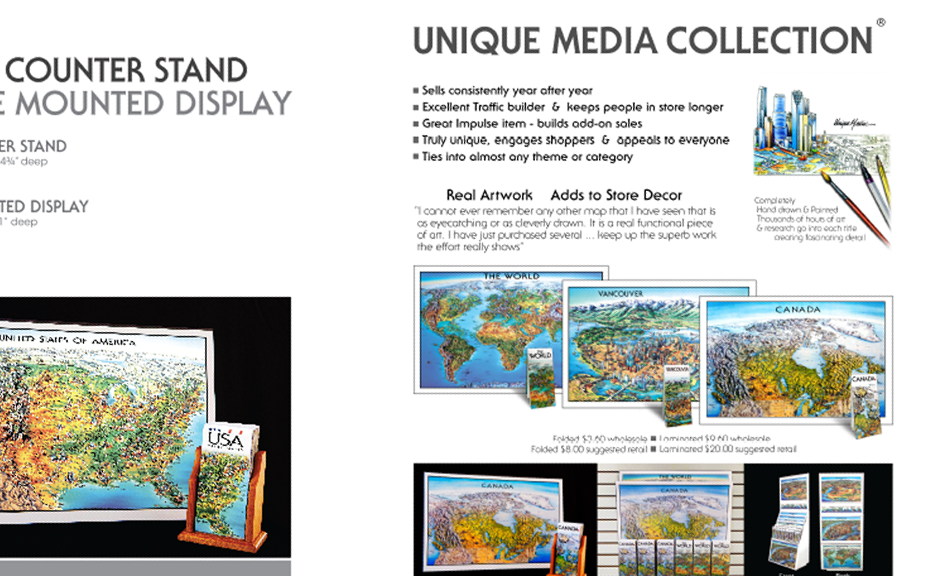 COUNTER STAND
MOUNTED DISPLAY
ER STAND
4¾" deep
TED DISPLAY
1" deep
UNITED STATES OF AMERICA
USA
UNIQUE MEDIA COLLECTION®
■ Sells consistently year after year
■ Excellent Traffic builder & keeps people in store longer
■ Great Impulse item - builds add-on sales
■ Truly unique, engages shoppers & appeals to everyone
■ Ties into almost any theme or category
Unique Media
Real Artwork Adds to Store Decor
"I cannot ever remember any other map that I have seen that is
as eyecatching or as cleverly drawn. It is a real functional piece
of art. I have just purchased several ... keep up the superb work
the effort really shows"
Completely
Hand drawn & Painted
Thousands of hours of art
& research go into each title
creating fascinating detail
THE WORLD
VANCOUVER
CANADA
THE WORLD
VANCOUVER
CANADA
Folded $3.60 wholesale ■ Laminated $9.60 wholesale
Folded $8.00 suggested retail ■ Laminated $20.00 suggested retail
CANADA
CANADA
THE WORLD
CANADA